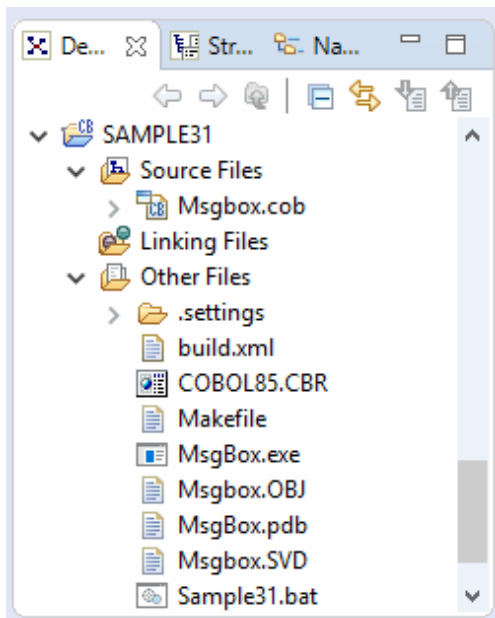 De... Str... Na...
SAMPLE31
Source Files
Msgbox.cob
Linking Files
Other Files
.settings
build.xml
COBOL85.CBR
Makefile
MsgBox.exe
Msgbox.OBJ
MsgBox.pdb
Msgbox.SVD
Sample31.bat